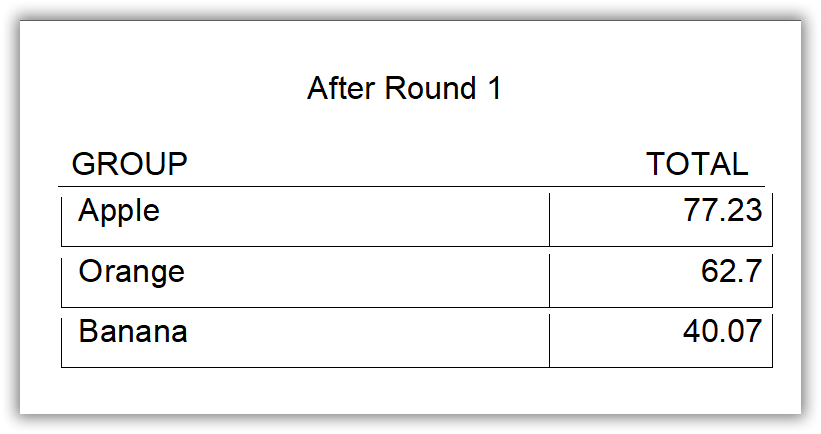 After Round 1
GROUP TOTAL
Apple 77.23
Orange 62.7
Banana 40.07